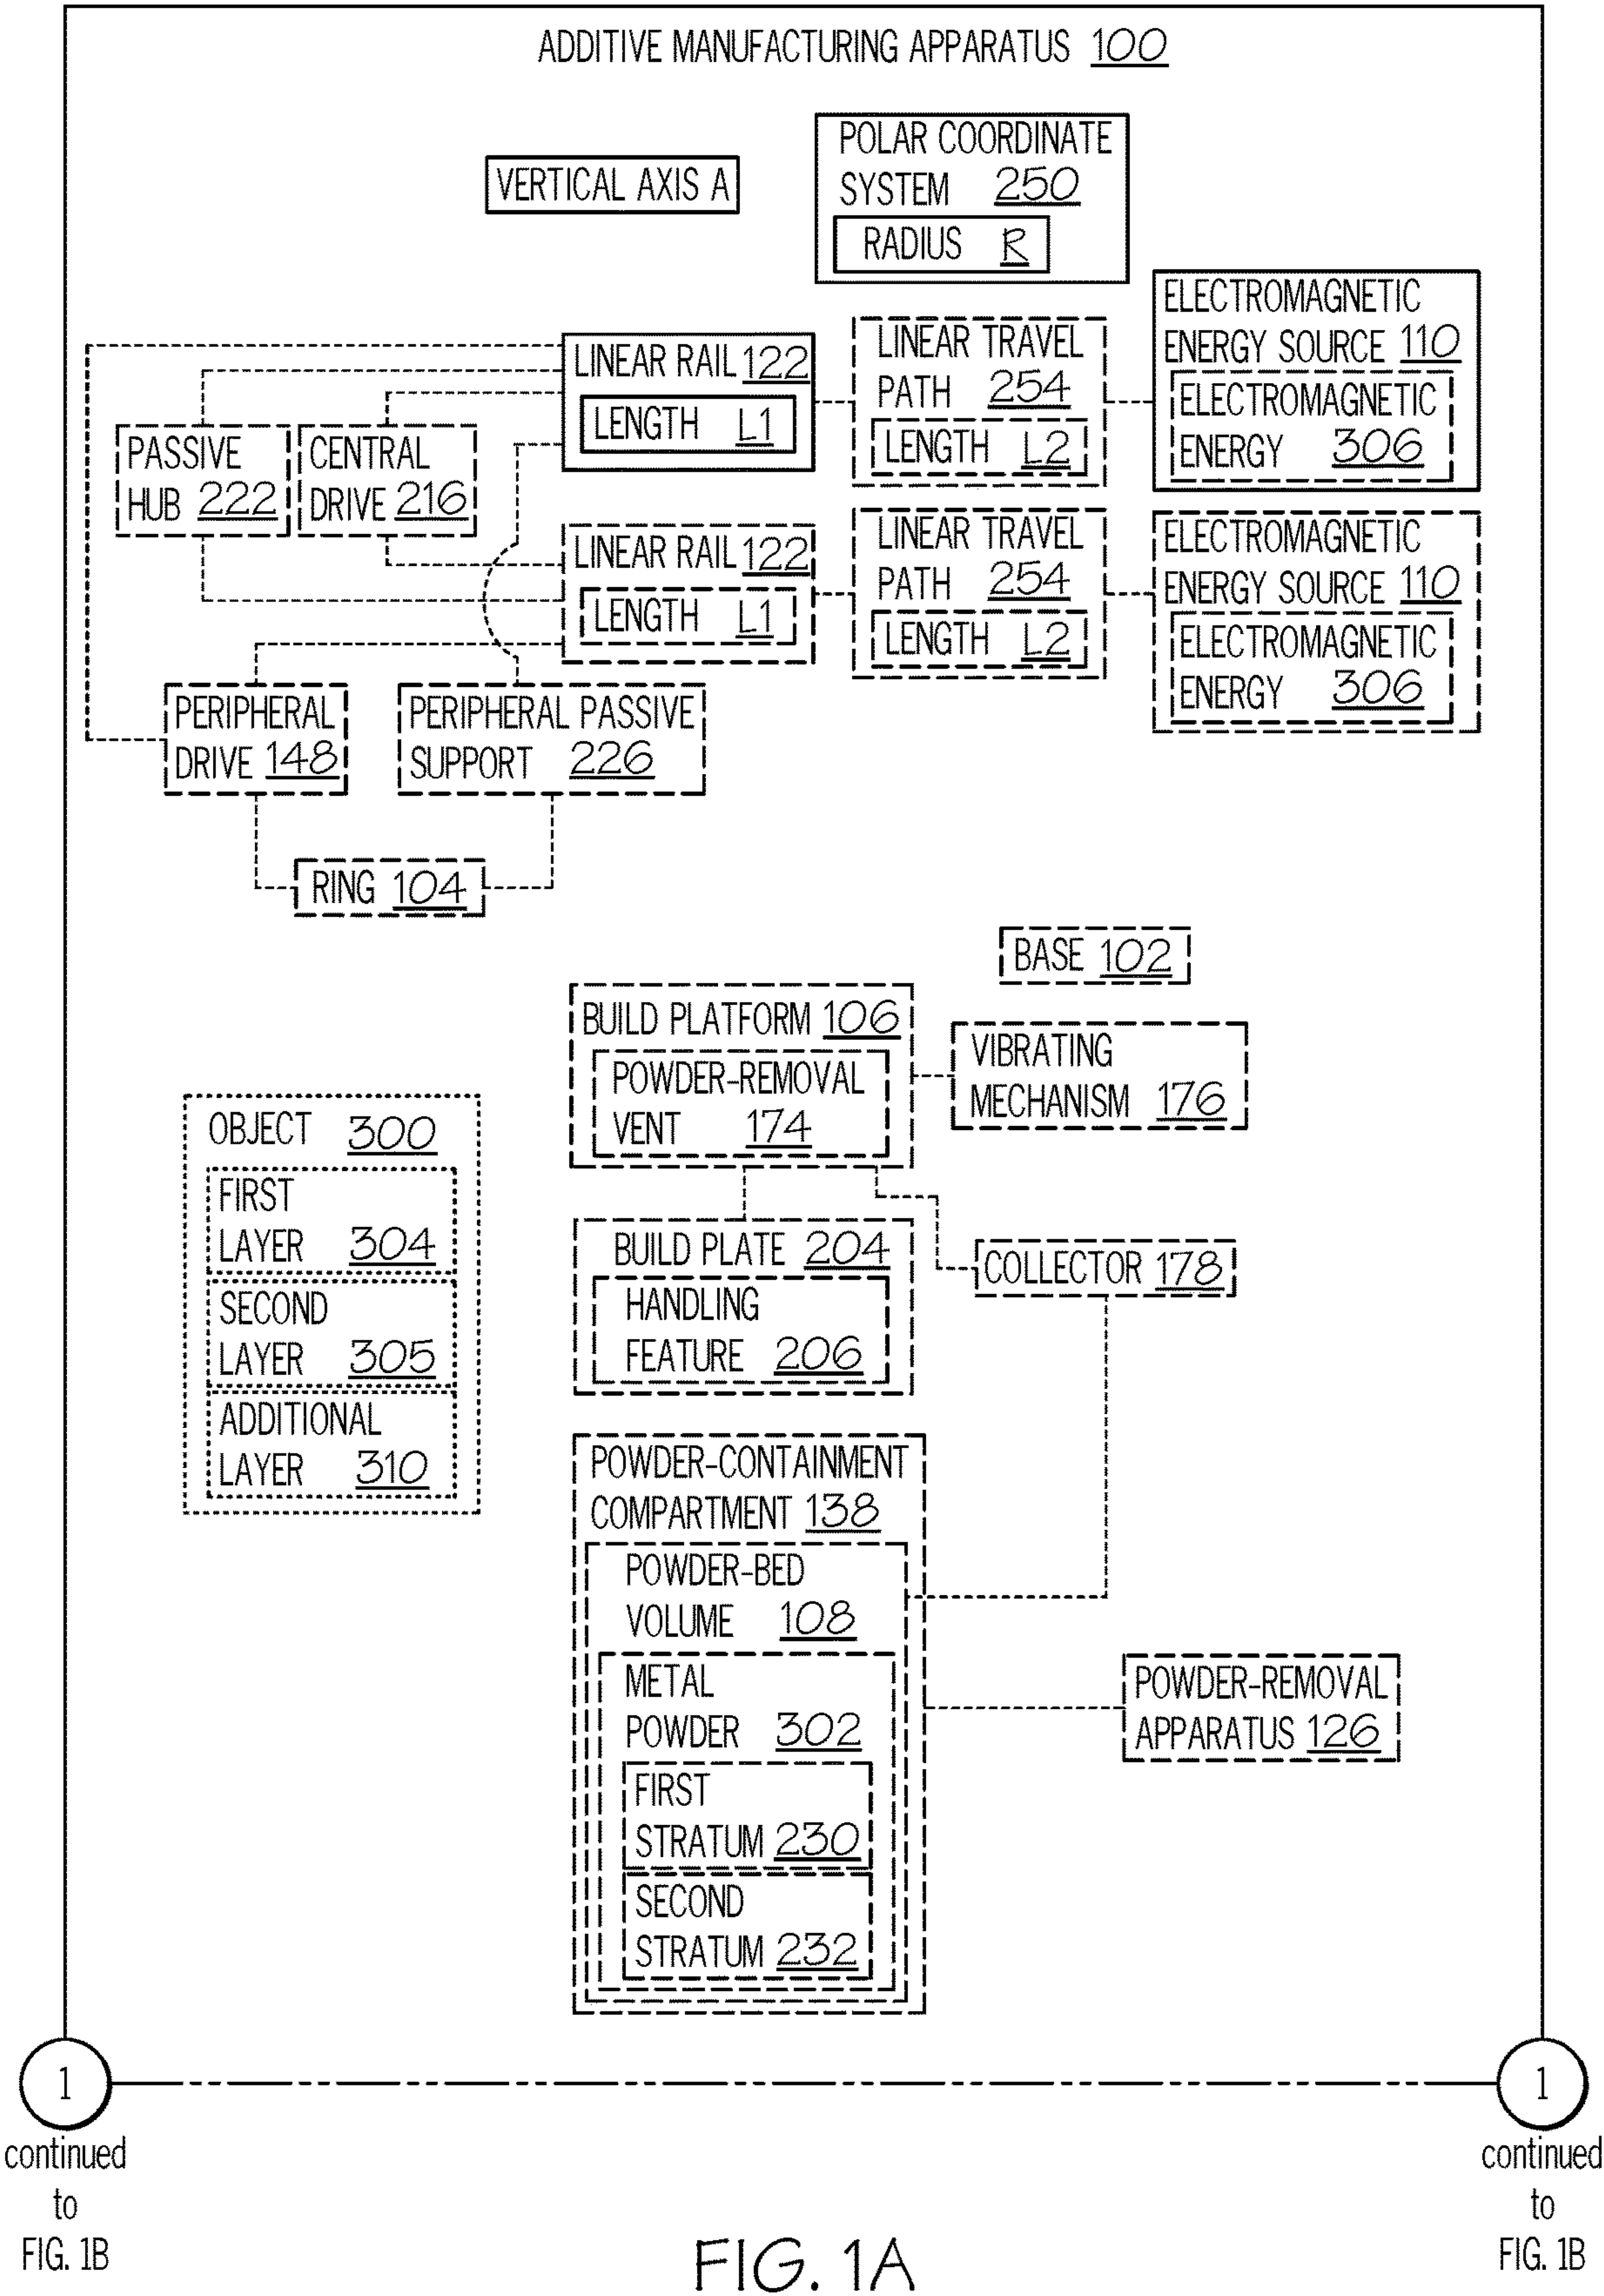 ADDITIVE MANUFACTURING APPARATUS 100
POLAR COORDINATE
SYSTEM 250
RADIUS R
VERTICAL AXIS A
ELECTROMAGNETIC
ENERGY SOURCE 110
ELECTROMAGNETIC
ENERGY 306
LINEAR TRAVEL
PATH 254
LENGTH L2
LINEAR RAIL 122
LENGTH L1
PASSIVE
HUB 222
CENTRAL
DRIVE 216
LINEAR RAIL 122
LENGTH L1
LINEAR TRAVEL
PATH 254
LENGTH L2
ELECTROMAGNETIC
ENERGY SOURCE 110
ELECTROMAGNETIC
ENERGY 306
PERIPHERAL
DRIVE 148
PERIPHERAL PASSIVE
SUPPORT 226
RING 104
BASE 102
BUILD PLATFORM 106
POWDER-REMOVAL
VENT 174
VIBRATING
MECHANISM 176
OBJECT 300
FIRST
LAYER 304
SECOND
LAYER 305
ADDITIONAL
LAYER 310
BUILD PLATE 204
HANDLING
FEATURE 206
COLLECTOR 178
POWDER-CONTAINMENT
COMPARTMENT 138
POWDER-BED
VOLUME 108
METAL
POWDER 302
FIRST
STRATUM 230
SECOND
STRATUM 232
POWDER-REMOVAL
APPARATUS 126
1
continued
to
FIG. 1B
1
continued
to
FIG. 1B
FIG. 1A